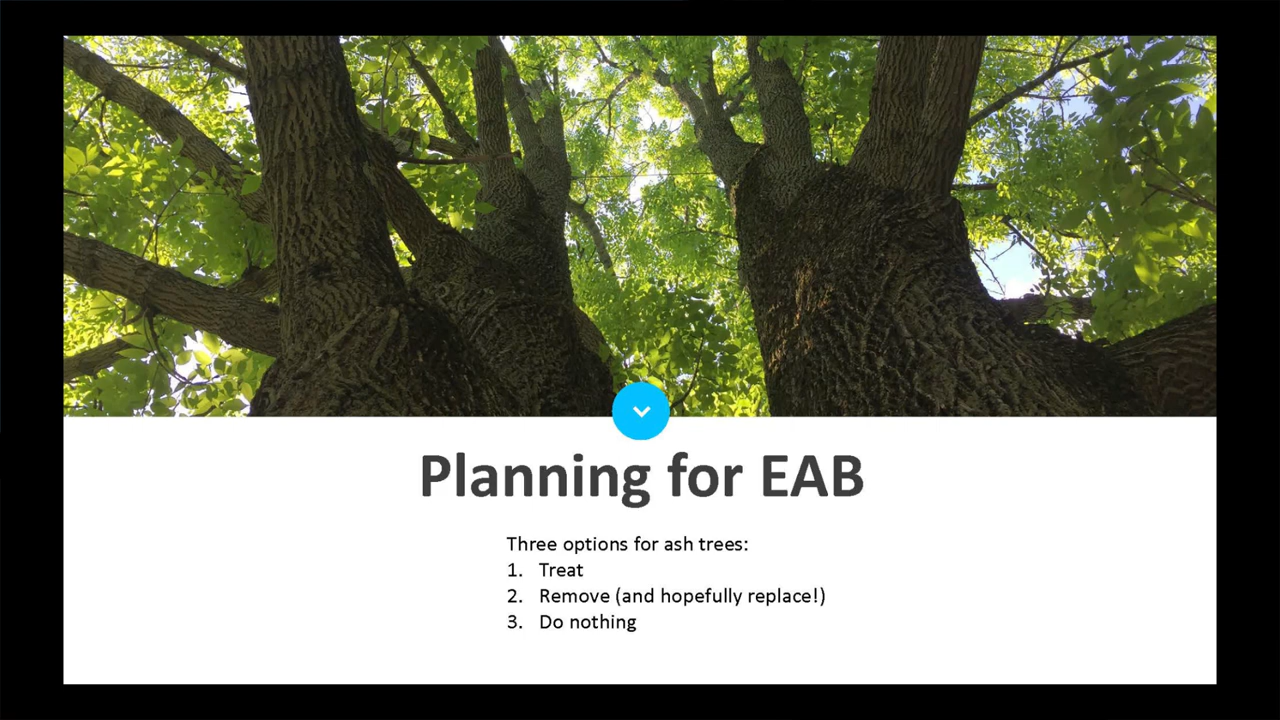 Planning for EAB
Three options for ash trees:
1. Treat
2. Remove (and hopefully replace!)
3. Do nothing